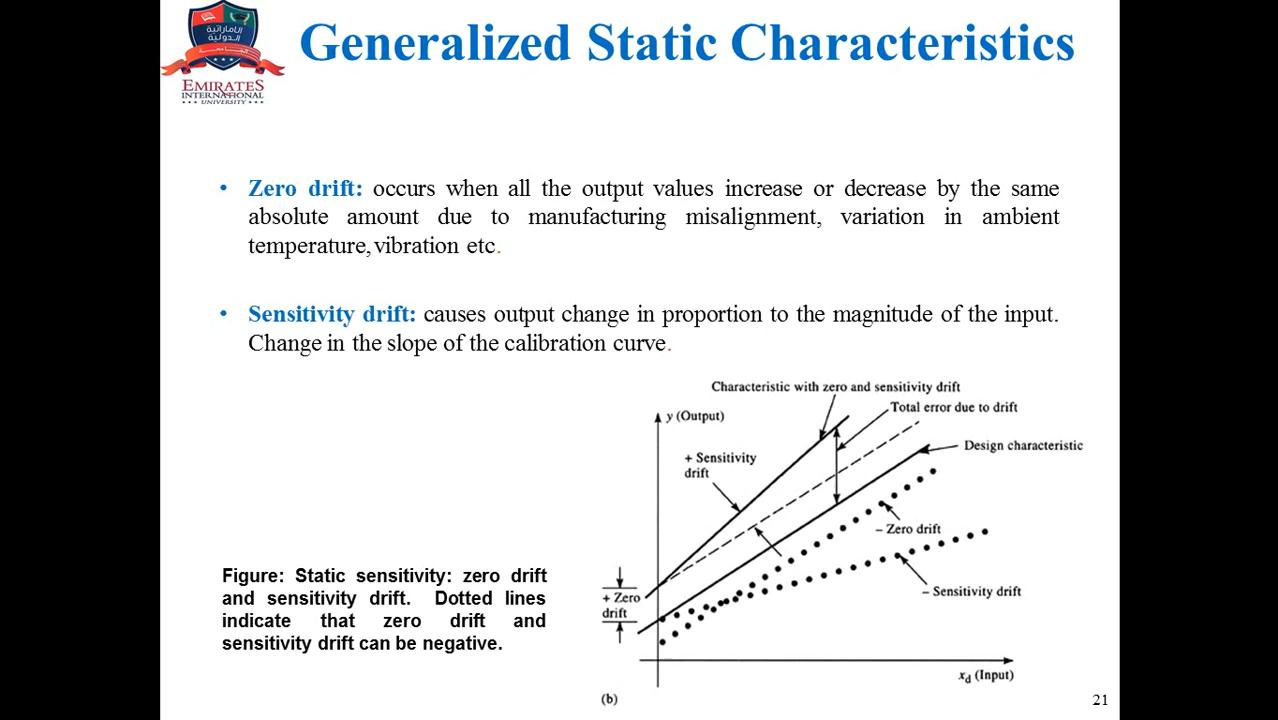 الإماراتية
الدولية
EMIRATES
INTERNATIONAL
UNIVERSITY
Generalized Static Characteristics
• Zero drift: occurs when all the output values increase or decrease by the same
absolute amount due to manufacturing misalignment, variation in ambient
temperature, vibration etc.
• Sensitivity drift: causes output change in proportion to the magnitude of the input.
Change in the slope of the calibration curve.
Characteristic with zero and sensitivity drift
Total error due to drift
y (Output)
Design characteristic
+ Sensitivity
drift
− Zero drift
Figure: Static sensitivity: zero drift
and sensitivity drift. Dotted lines
indicate that zero drift and
sensitivity drift can be negative.
+ Zero
drift
− Sensitivity drift
xd (Input)
(b)
21